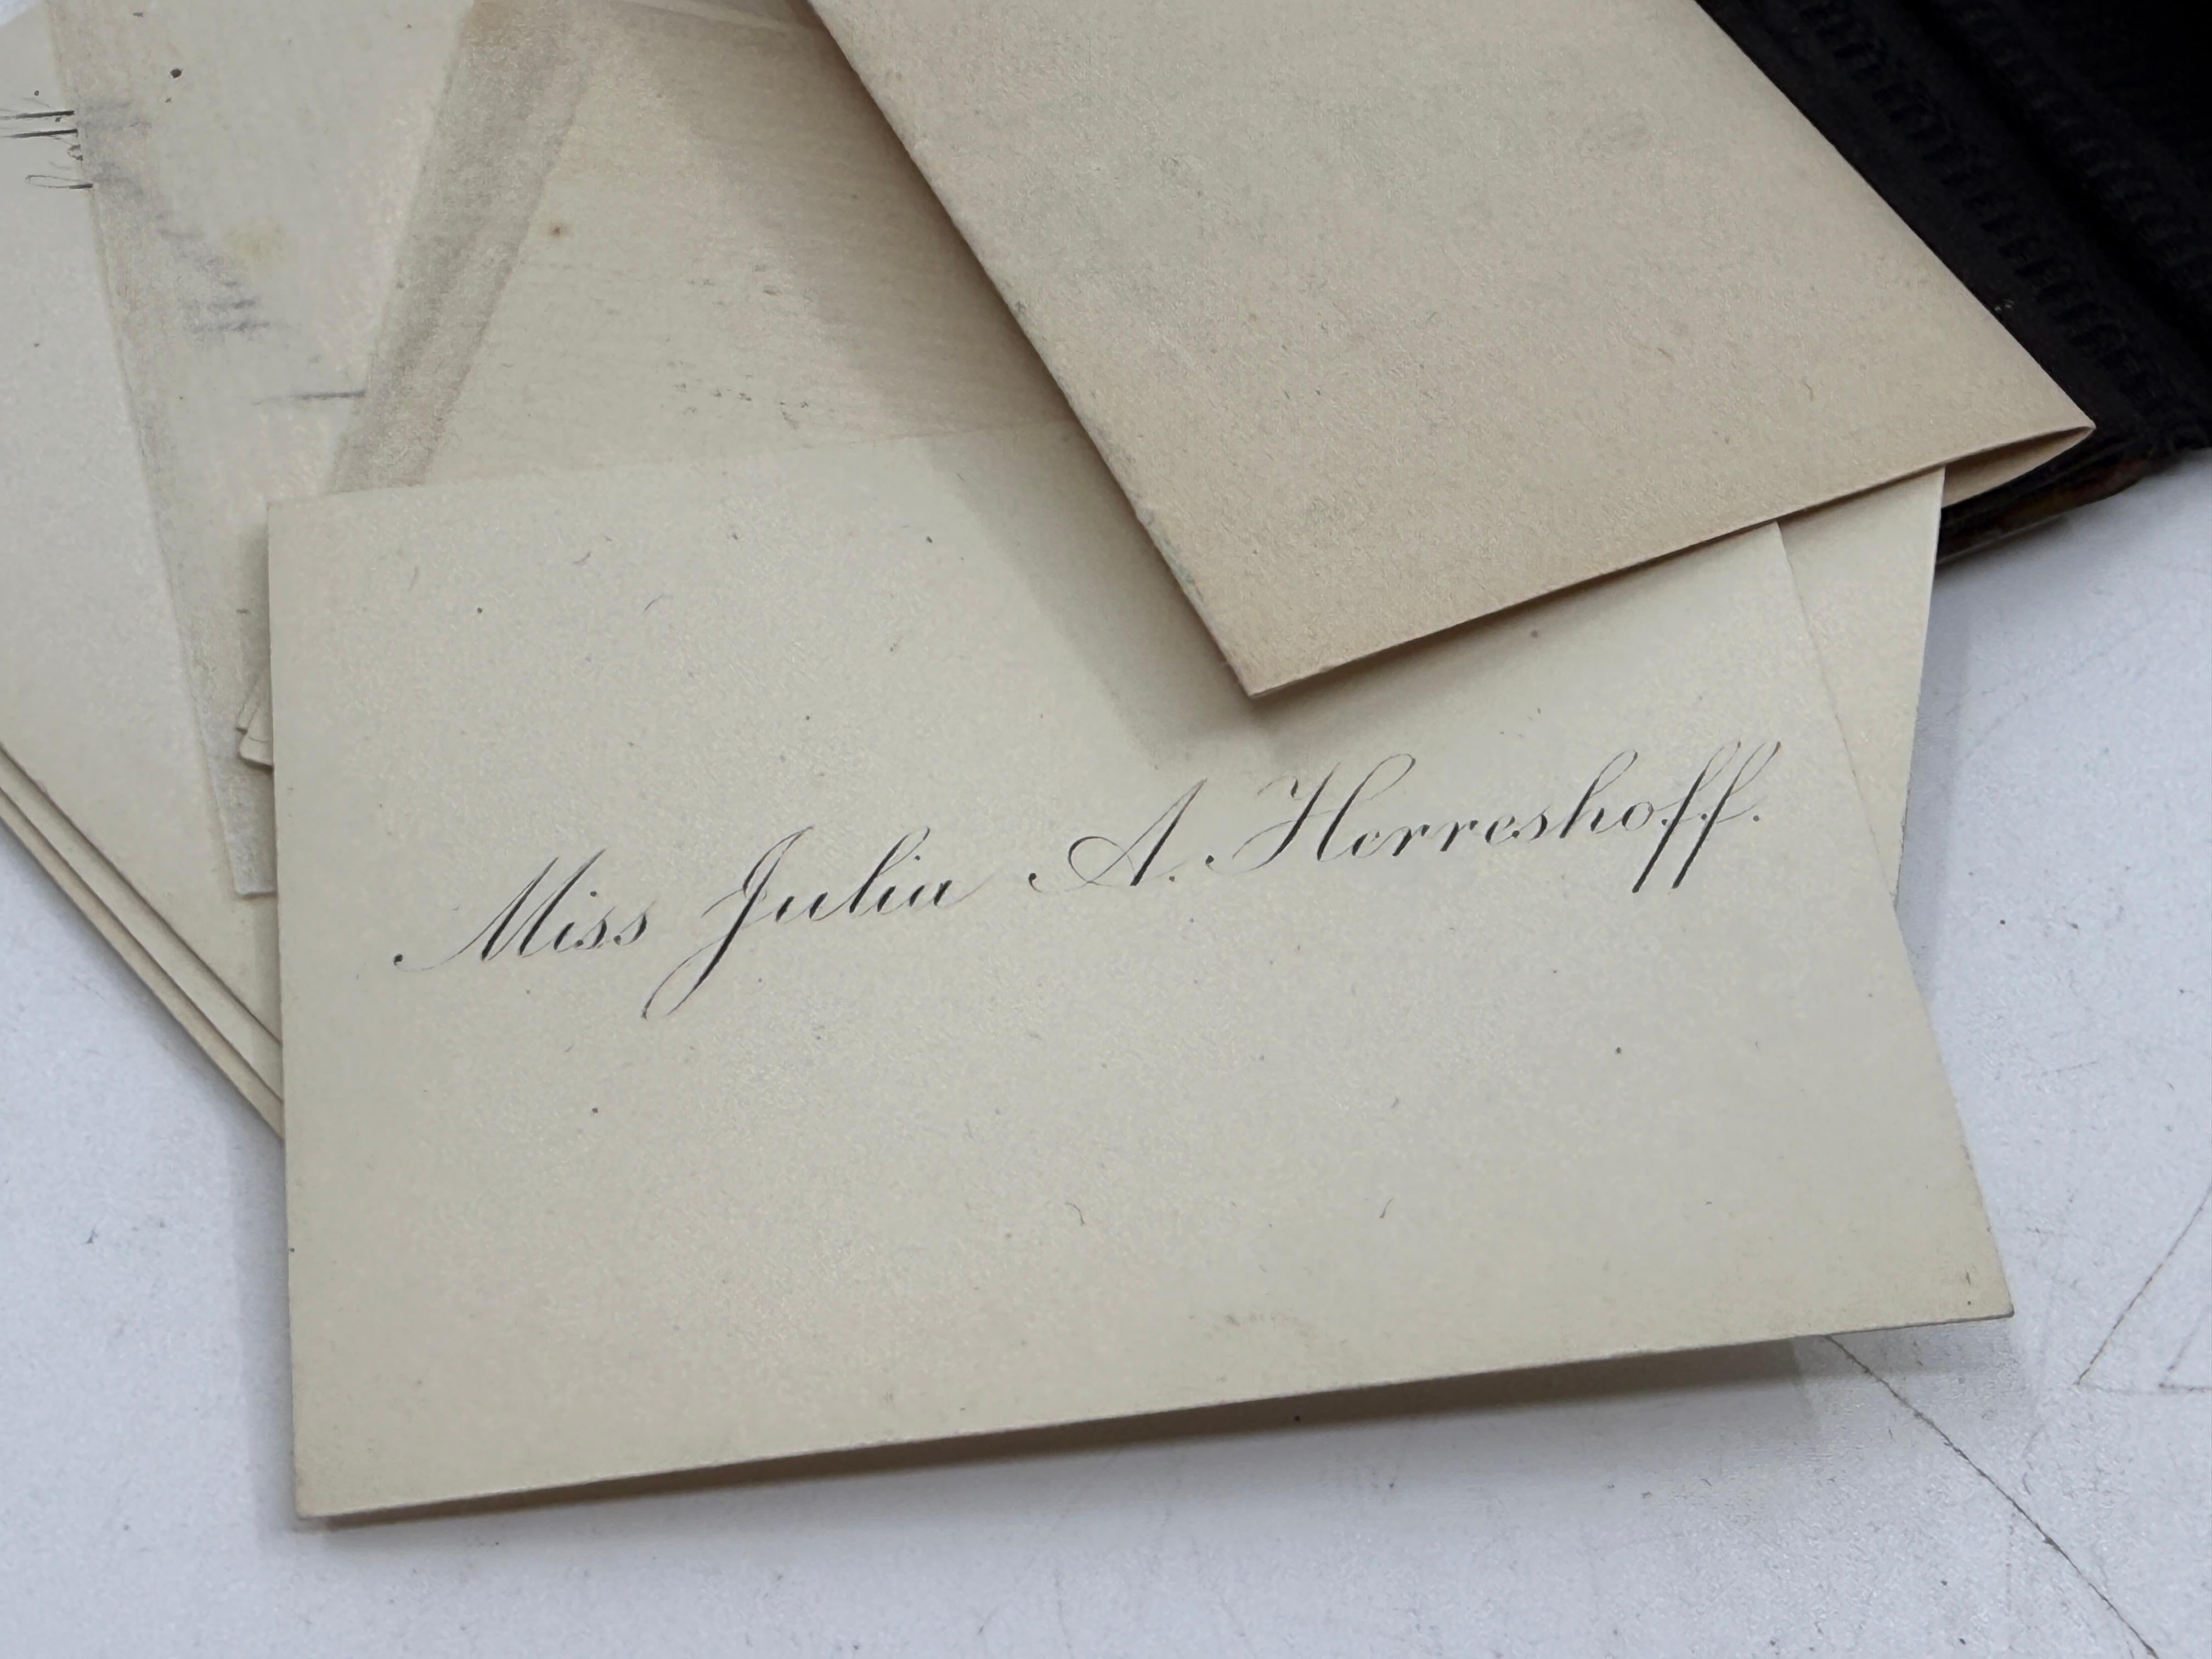 Miss Julia A. Herreshoff.